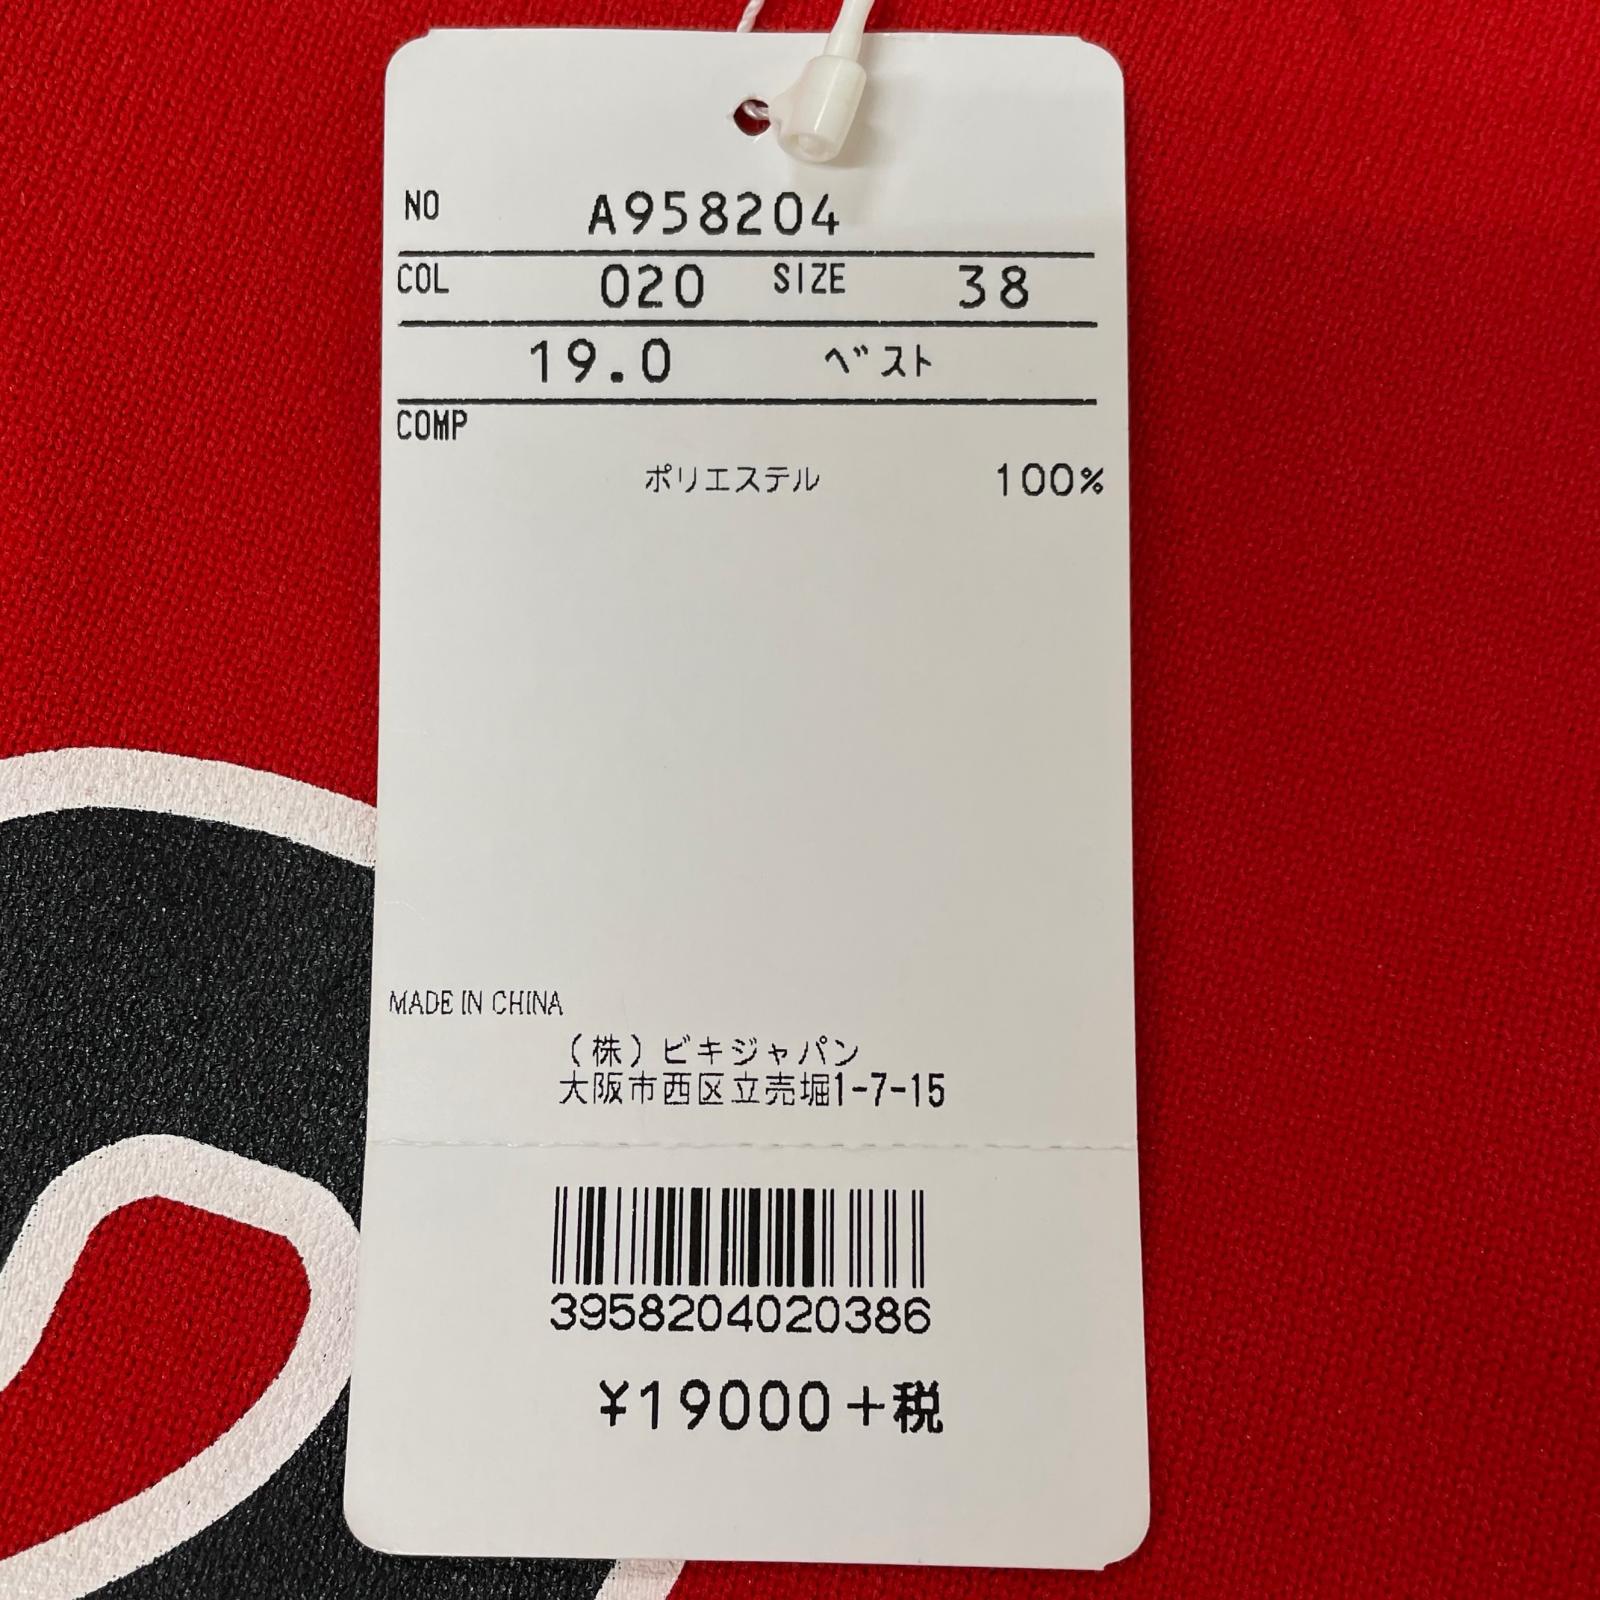 NO A958204
COL 020 SIZE 38
19.0 ベスト
COMP
ポリエステル 100%
MADE IN CHINA
(株)ビキジャパン
大阪市西区立売堀1-7-15
3958204020386
¥19000+税